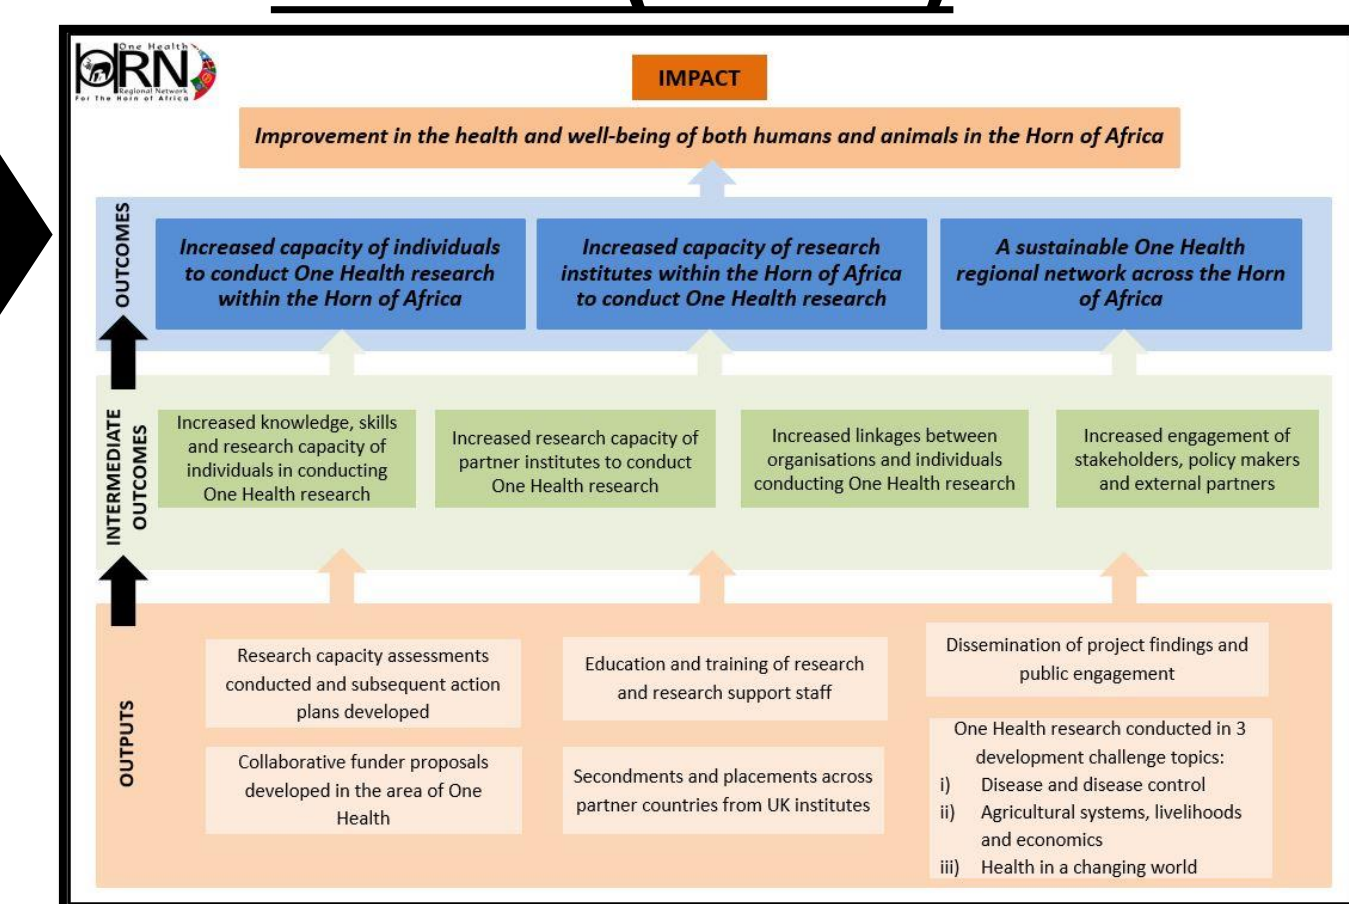 One Health
HRN
Regional Network
For The Horn of Africa
IMPACT
Improvement in the health and well-being of both humans and animals in the Horn of Africa
OUTCOMES
Increased capacity of individuals
to conduct One Health research
within the Horn of Africa
Increased capacity of research
institutes within the Horn of Africa
to conduct One Health research
A sustainable One Health
regional network across the Horn
of Africa
INTERMEDIATE
OUTCOMES
Increased knowledge, skills
and research capacity of
individuals in conducting
One Health research
Increased research capacity of
partner institutes to conduct
One Health research
Increased linkages between
organisations and individuals
conducting One Health research
Increased engagement of
stakeholders, policy makers
and external partners
OUTPUTS
Research capacity assessments
conducted and subsequent action
plans developed
Collaborative funder proposals
developed in the area of One
Health
Education and training of research
and research support staff
Secondments and placements across
partner countries from UK institutes
Dissemination of project findings and
public engagement
One Health research conducted in 3
development challenge topics:
i) Disease and disease control
ii) Agricultural systems, livelihoods
and economics
iii) Health in a changing world